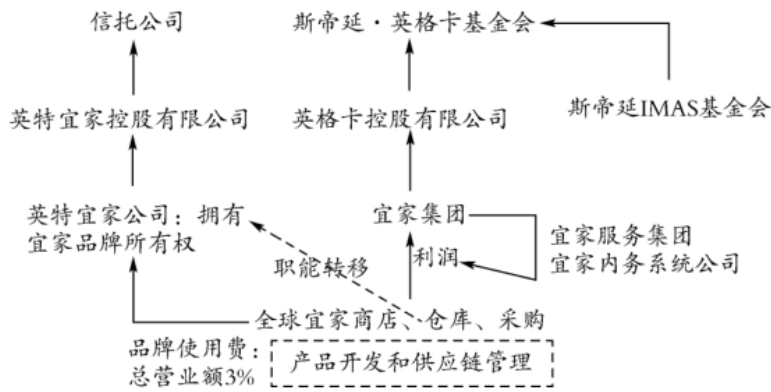 信托公司
斯帝延·英格卡基金会
斯帝延IMAS基金会
英特宜家控股有限公司
英格卡控股有限公司
英特宜家公司：拥有
宜家品牌所有权
宜家集团
宜家服务集团
宜家内务系统公司
职能转移
利润
全球宜家商店、仓库、采购
品牌使用费：
总营业额3%
产品开发和供应链管理